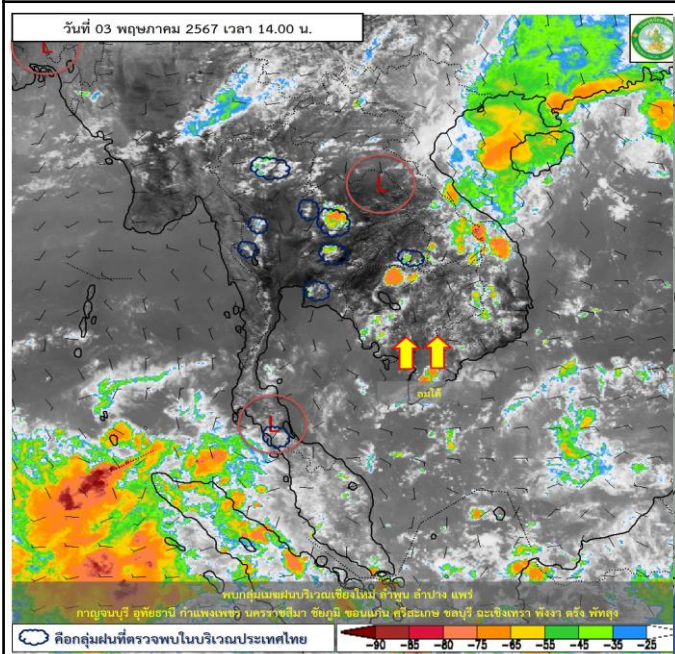 วันที่ 03 พฤษภาคม 2567 เวลา 14.00 น.
L
L
L
ลมใต้
พบกลุ่มเมฆฝนบริเวณเชียงใหม่ ลำพูน ลำปาง แพร่
กาญจนบุรี อุทัยธานี กำแพงเพชร นครราชสีมา ชัยภูมิ ขอนแก่น ศรีสะเกษ ชลบุรี ฉะเชิงเทรา พังงา ตรัง พัทลุง
คือกลุ่มฝนที่ตรวจพบในบริเวณประเทศไทย
-90 -85 -80 -75 -65 -55 -45 -35 -25